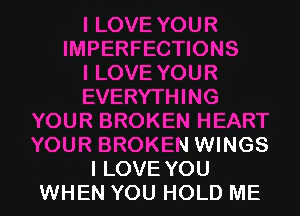 I LOVE YOUR
IMPERFECTIONS
I LOVE YOUR
EVERYTHING
YOUR BROKEN HEART
YOUR BROKEN WINGS
I LOVE YOU
WHEN YOU HOLD ME